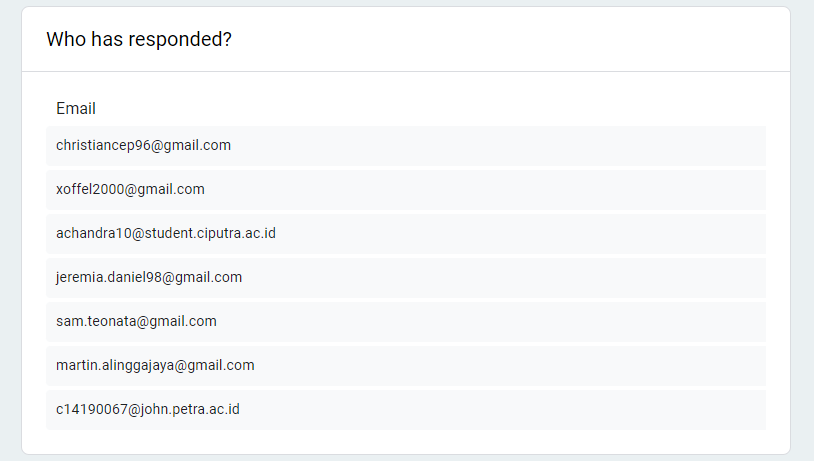 Who has responded?
Email
christiancep96@gmail.com
xoffel2000@gmail.com
achandra10@student.ciputra.ac.id
jeremia.daniel98@gmail.com
sam.teonata@gmail.com
martin.alinggajaya@gmail.com
c14190067@john.petra.ac.id